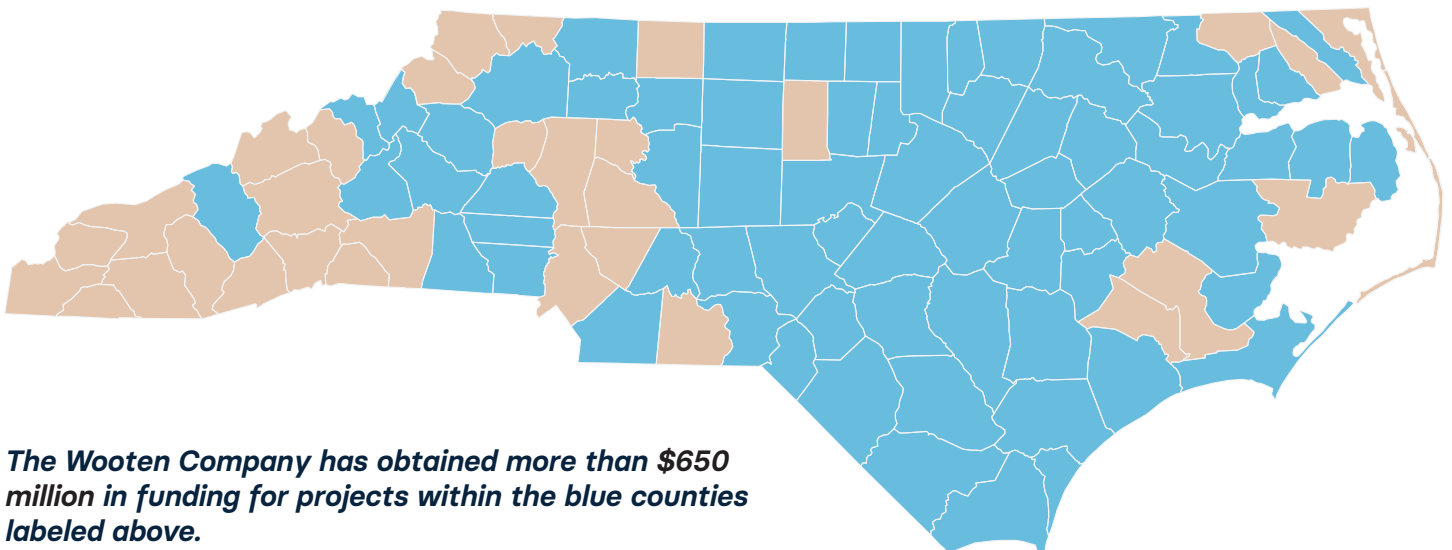 The Wooten Company has obtained more than $650
million in funding for projects within the blue counties
labeled above.